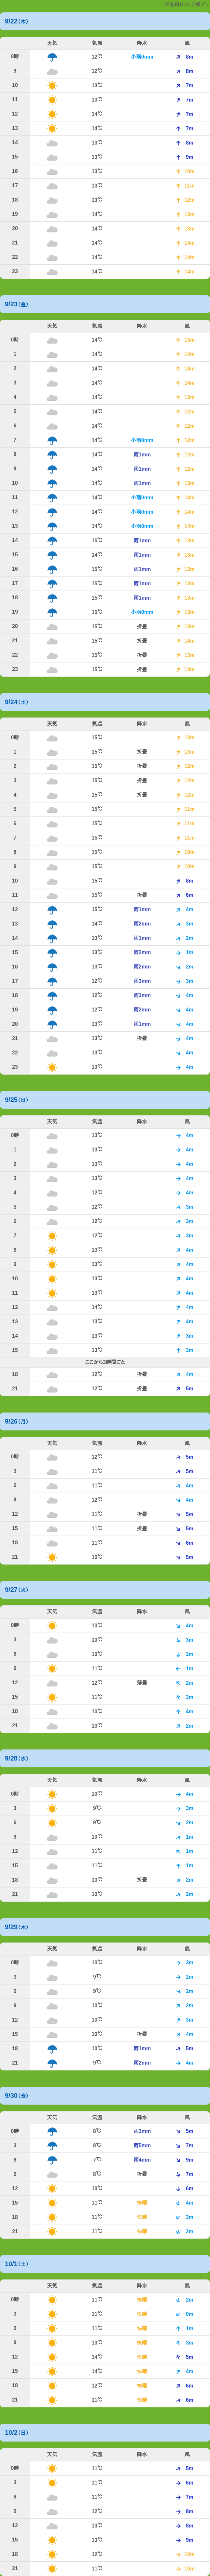 の予報です
9/22(木)
天気 気温 降水 風
8時 12℃ 小雨0mm 8m
9 12℃ 8m
10 13℃ 7m
11 13℃ 7m
12 14℃ 7m
13 14℃ 7m
14 13℃ 8m
15 13℃ 9m
16 13℃ 10m
17 13℃ 11m
18 13℃ 12m
19 14℃ 13m
20 14℃ 13m
21 14℃ 14m
22 14℃ 14m
23 14℃ 14m
9/23(金)
天気 気温 降水 風
0時 14℃ 15m
1 14℃ 14m
2 14℃ 14m
3 14℃ 14m
4 14℃ 13m
5 14℃ 12m
6 14℃ 12m
7 14℃ 小雨0mm 12m
8 14℃ 雨1mm 12m
9 14℃ 雨1mm 12m
10 14℃ 雨1mm 13m
11 14℃ 小雨0mm 14m
12 14℃ 小雨0mm 14m
13 14℃ 小雨0mm 14m
14 15℃ 雨1mm 13m
15 14℃ 雨1mm 13m
16 15℃ 雨1mm 13m
17 15℃ 雨1mm 13m
18 15℃ 雨1mm 13m
19 15℃ 小雨0mm 13m
20 15℃ 折畳 13m
21 15℃ 折畳 14m
22 15℃ 折畳 13m
23 15℃ 折畳 13m
9/24(土)
天気 気温 降水 風
0時 15℃ 13m
1 15℃ 折畳 13m
2 15℃ 折畳 12m
3 15℃ 折畳 12m
4 15℃ 折畳 12m
5 15℃ 11m
6 15℃ 11m
7 15℃ 11m
8 15℃ 10m
9 15℃ 10m
10 15℃ 8m
11 15℃ 折畳 6m
12 15℃ 雨1mm 4m
13 14℃ 雨2mm 3m
14 13℃ 雨1mm 2m
15 13℃ 雨2mm 1m
16 12℃ 雨2mm 2m
17 12℃ 雨3mm 3m
18 12℃ 雨3mm 4m
19 12℃ 雨2mm 4m
20 13℃ 雨1mm 4m
21 13℃ 折畳 4m
22 13℃ 4m
23 13℃ 4m
9/25(日)
天気 気温 降水 風
0時 13℃ 4m
1 13℃ 4m
2 13℃ 4m
3 13℃ 4m
4 12℃ 4m
5 12℃ 3m
6 12℃ 3m
7 12℃ 3m
8 13℃ 4m
9 13℃ 4m
10 13℃ 4m
11 13℃ 4m
12 14℃ 4m
13 13℃ 4m
14 13℃ 3m
15 13℃ 3m
ここから3時間ごと
18 12℃ 折畳 4m
21 12℃ 折畳 5m
9/26(月)
天気 気温 降水 風
0時 12℃ 5m
3 11℃ 5m
6 11℃ 4m
9 12℃ 4m
12 11℃ 折畳 5m
15 11℃ 折畳 5m
18 11℃ 6m
21 10℃ 5m
9/27(火)
天気 気温 降水 風
0時 10℃ 4m
3 10℃ 3m
6 10℃ 2m
9 11℃ 1m
12 12℃ 薄曇 2m
15 11℃ 3m
18 10℃ 4m
21 10℃ 2m
9/28(水)
天気 気温 降水 風
0時 10℃ 4m
3 9℃ 3m
6 9℃ 2m
9 10℃ 1m
12 11℃ 1m
15 11℃ 1m
18 10℃ 折畳 2m
21 10℃ 2m
9/29(木)
天気 気温 降水 風
0時 10℃ 3m
3 9℃ 2m
6 9℃ 2m
9 10℃ 2m
12 10℃ 3m
15 10℃ 折畳 4m
18 10℃ 雨1mm 5m
21 9℃ 雨2mm 4m
9/30(金)
天気 気温 降水 風
0時 8℃ 雨3mm 5m
3 8℃ 雨5mm 7m
6 7℃ 雨4mm 9m
9 8℃ 折畳 7m
12 10℃ 6m
15 11℃ 快晴 4m
18 11℃ 快晴 3m
21 11℃ 快晴 2m
10/1(土)
天気 気温 降水 風
0時 11℃ 快晴 2m
3 11℃ 快晴 0m
6 11℃ 快晴 1m
9 13℃ 快晴 3m
12 14℃ 快晴 5m
15 14℃ 快晴 4m
18 12℃ 快晴 6m
21 11℃ 快晴 6m
10/2(日)
天気 気温 降水 風
0時 11℃ 5m
3 11℃ 6m
6 11℃ 7m
9 12℃ 8m
12 13℃ 8m
15 13℃ 9m
18 12℃ 10m
21 11℃ 10m